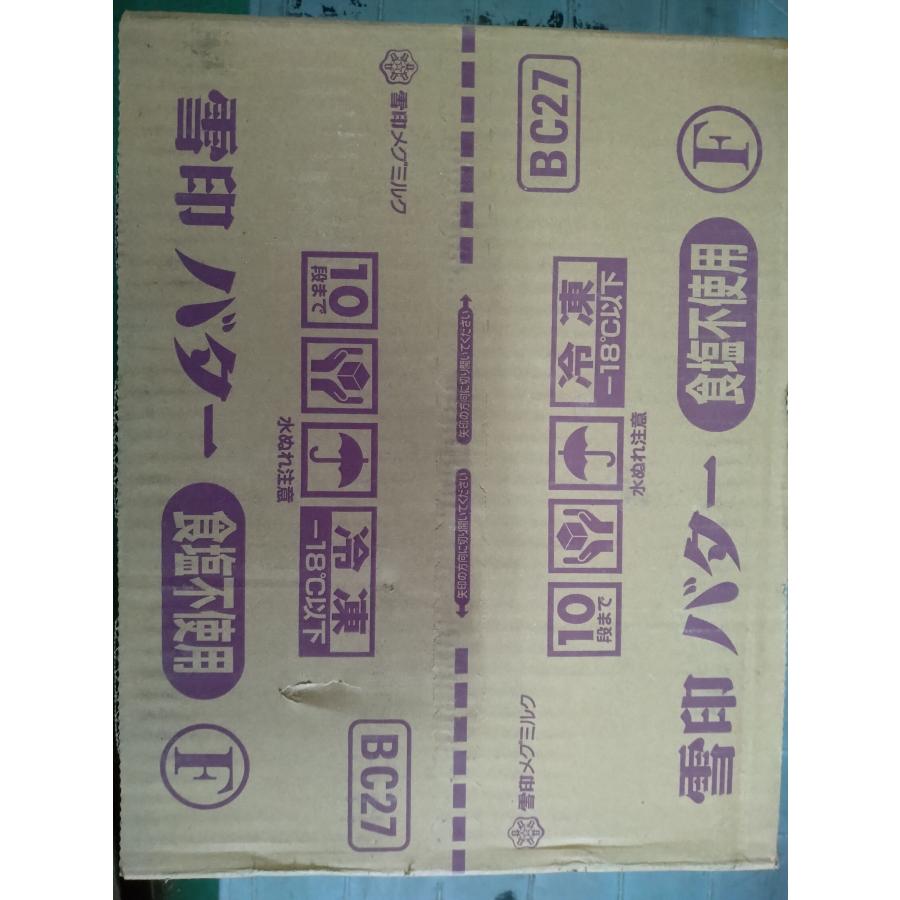 雪印メグミルク
雪印 バター 食塩不使用 F
10
段まで
水ぬれ注意
冷凍
−18℃以下
BC27
矢印の方向に切り開いてください
矢印の方向に切り開いてください
BC27
冷凍
−18℃以下
水ぬれ注意
10
段まで
雪印メグミルク
雪印 バター 食塩不使用 F